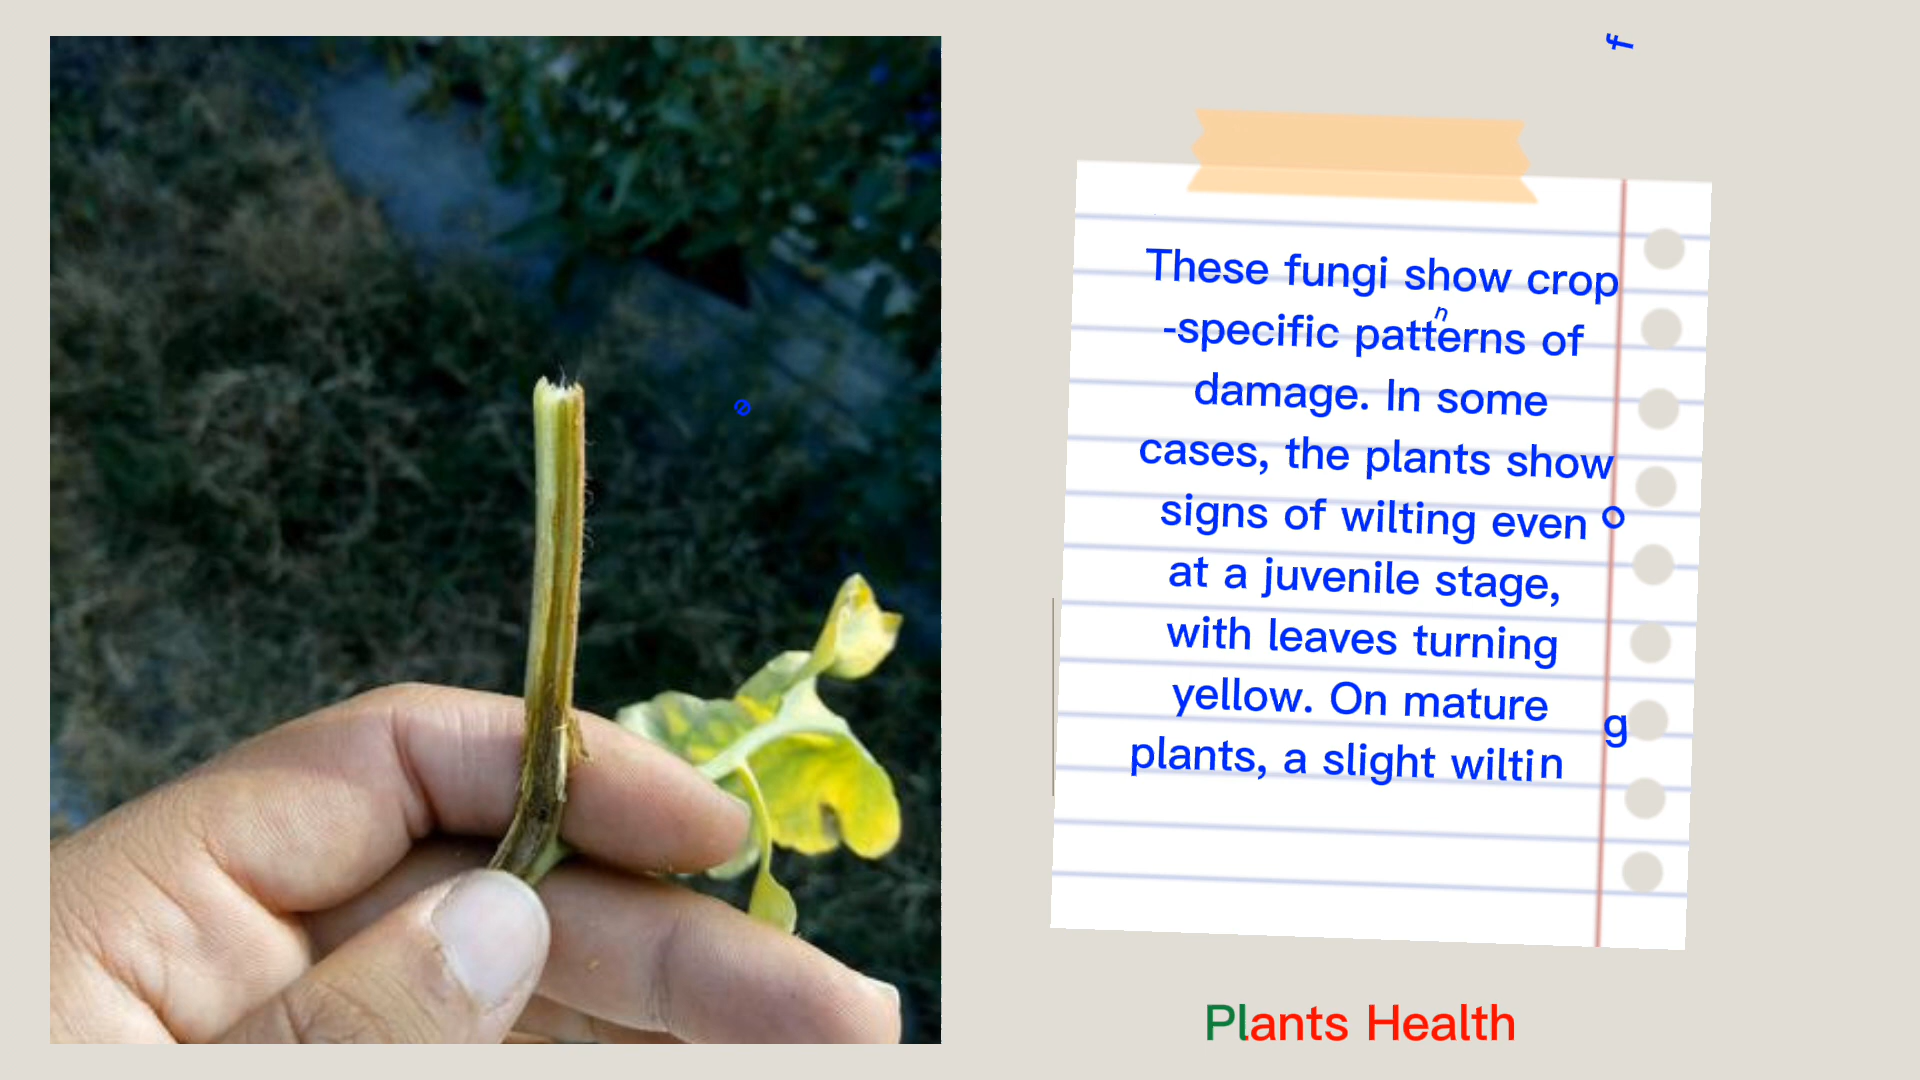 f
These fungi show crop
-specific patterns of
n
damage. In some
cases, the plants show
signs of wilting even o
at a juvenile stage,
with leaves turning
yellow. On mature
plants, a slight wiltin
g
Plants Health